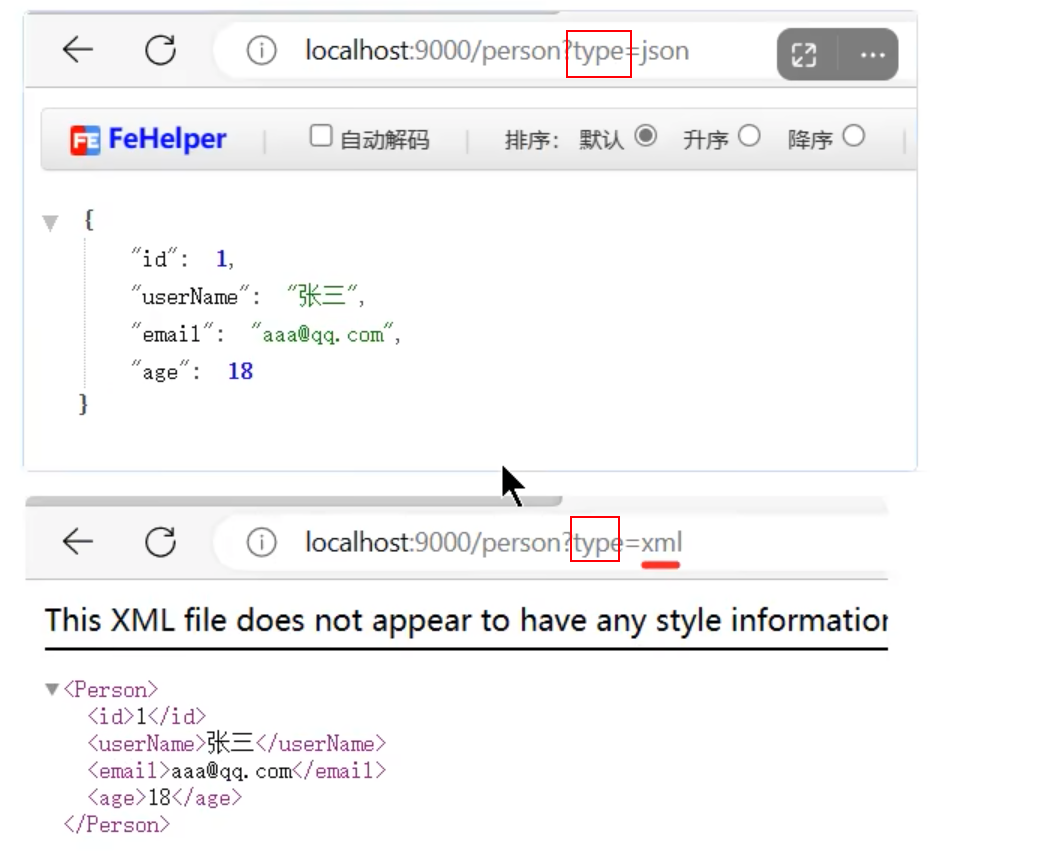 localhost:9000/person?type=json
FeHelper | 自动解码 | 排序: 默认 升序 降序 |
{
"id": 1,
"userName": "张三",
"email": "aaa@qq.com",
"age": 18
}
localhost:9000/person?type=xml
This XML file does not appear to have any style information
<Person>
<id>1</id>
<userName>张三</userName>
<email>aaa@qq.com</email>
<age>18</age>
</Person>